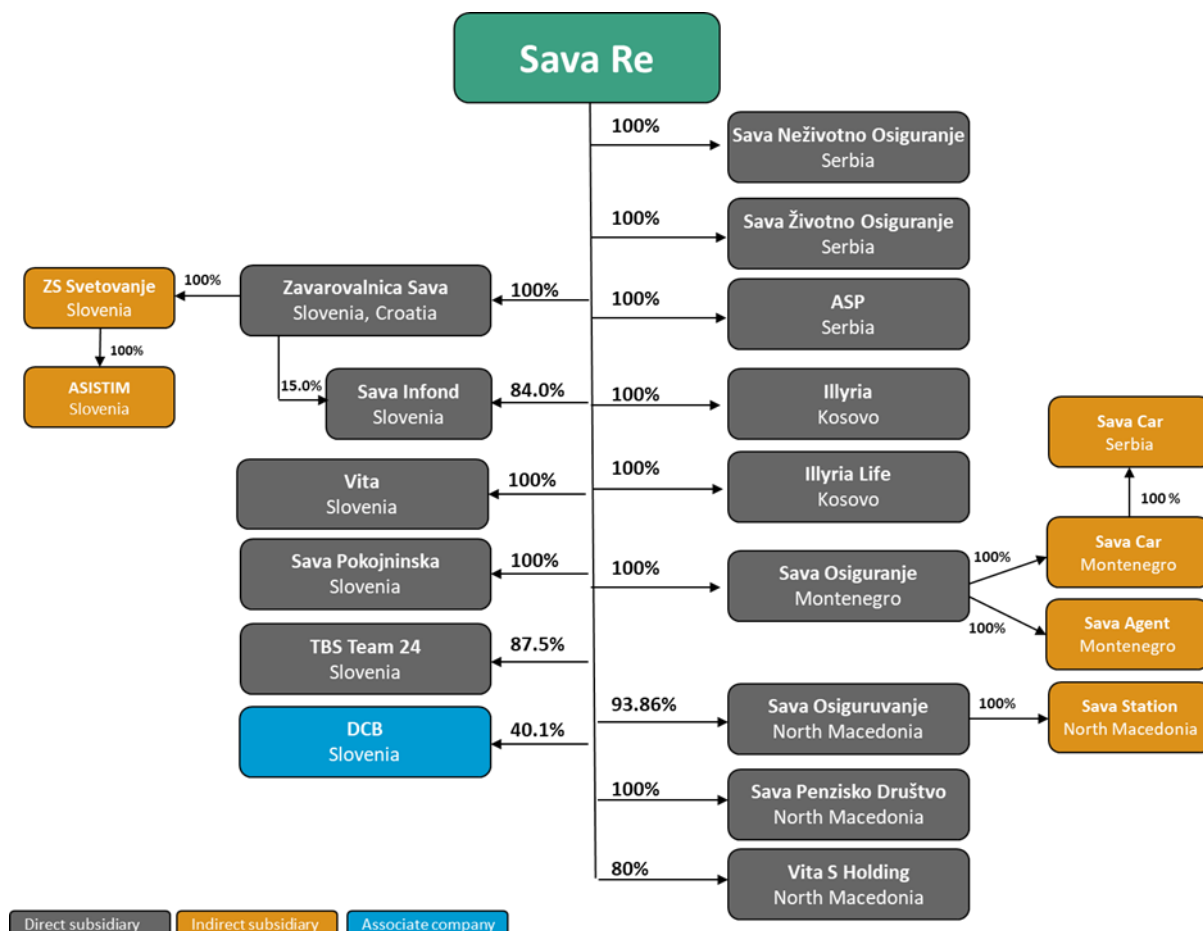 Sava Re
100%
Sava Neživotno Osiguranje
Serbia
100%
Sava Životno Osiguranje
Serbia
ZS Svetovanje
Slovenia
100%
Zavarovalnica Sava
Slovenia, Croatia
100%
100%
ASP
Serbia
100%
ASISTIM
Slovenia
15.0%
Sava Infond
Slovenia
84.0%
100%
Illyria
Kosovo
Sava Car
Serbia
Vita
Slovenia
100%
100%
Illyria Life
Kosovo
100 %
Sava Pokojninska
Slovenia
100%
100%
Sava Osiguranje
Montenegro
100%
Sava Car
Montenegro
100%
Sava Agent
Montenegro
TBS Team 24
Slovenia
87.5%
93.86%
Sava Osiguruvanje
North Macedonia
100%
Sava Station
North Macedonia
DCB
Slovenia
40.1%
100%
Sava Penzisko Društvo
North Macedonia
80%
Vita S Holding
North Macedonia
Direct subsidiary
Indirect subsidiary
Associate company